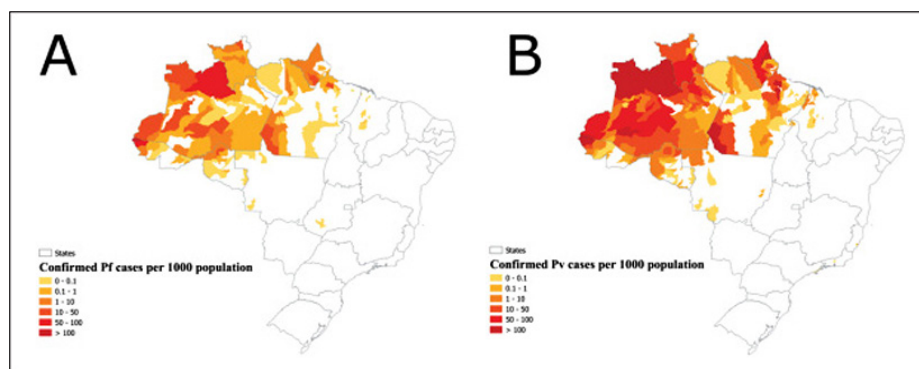 A
B
States
Confirmed Pf cases per 1000 population
0 - 0.1
0.1 - 1
1 - 10
10 - 50
50 - 100
> 100
States
Confirmed Pv cases per 1000 population
0 - 0.1
0.1 - 1
1 - 10
10 - 50
50 - 100
> 100